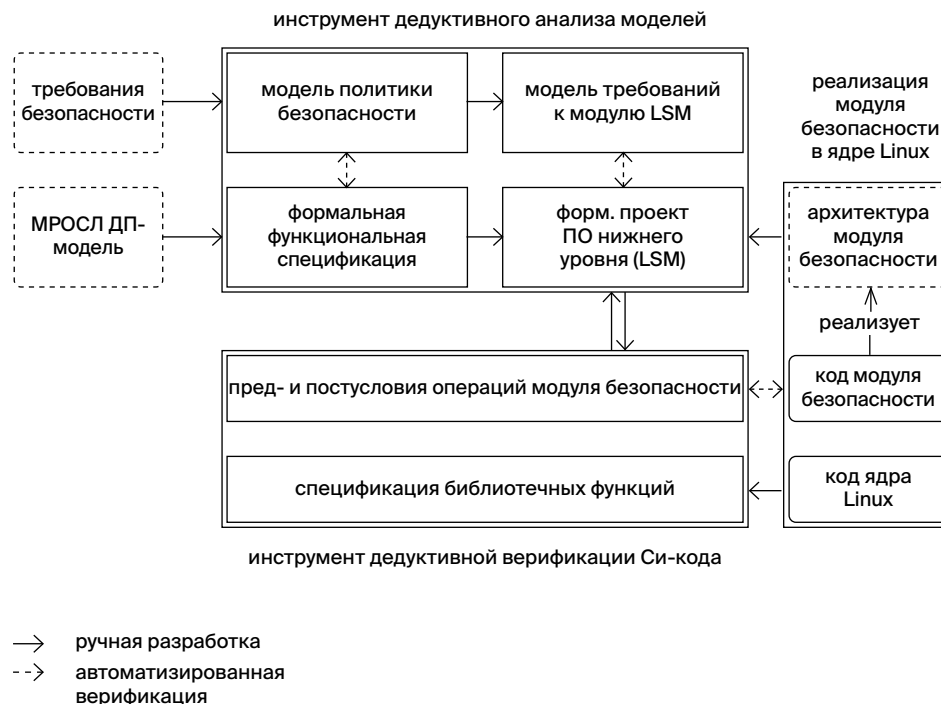 инструмент дедуктивного анализа моделей
требования
безопасности
модель политики
безопасности
модель требований
к модулю LSM
реализация
модуля
безопасности
в ядре Linux
МРОСЛ ДП-
модель
формальная
функциональная
спецификация
форм. проект
ПО нижнего
уровня (LSM)
архитектура
модуля
безопасности
реализует
пред- и постусловия операций модуля безопасности
код модуля
безопасности
спецификация библиотечных функций
код ядра
Linux
инструмент дедуктивной верификации Си-кода
ручная разработка
автоматизированная
верификация